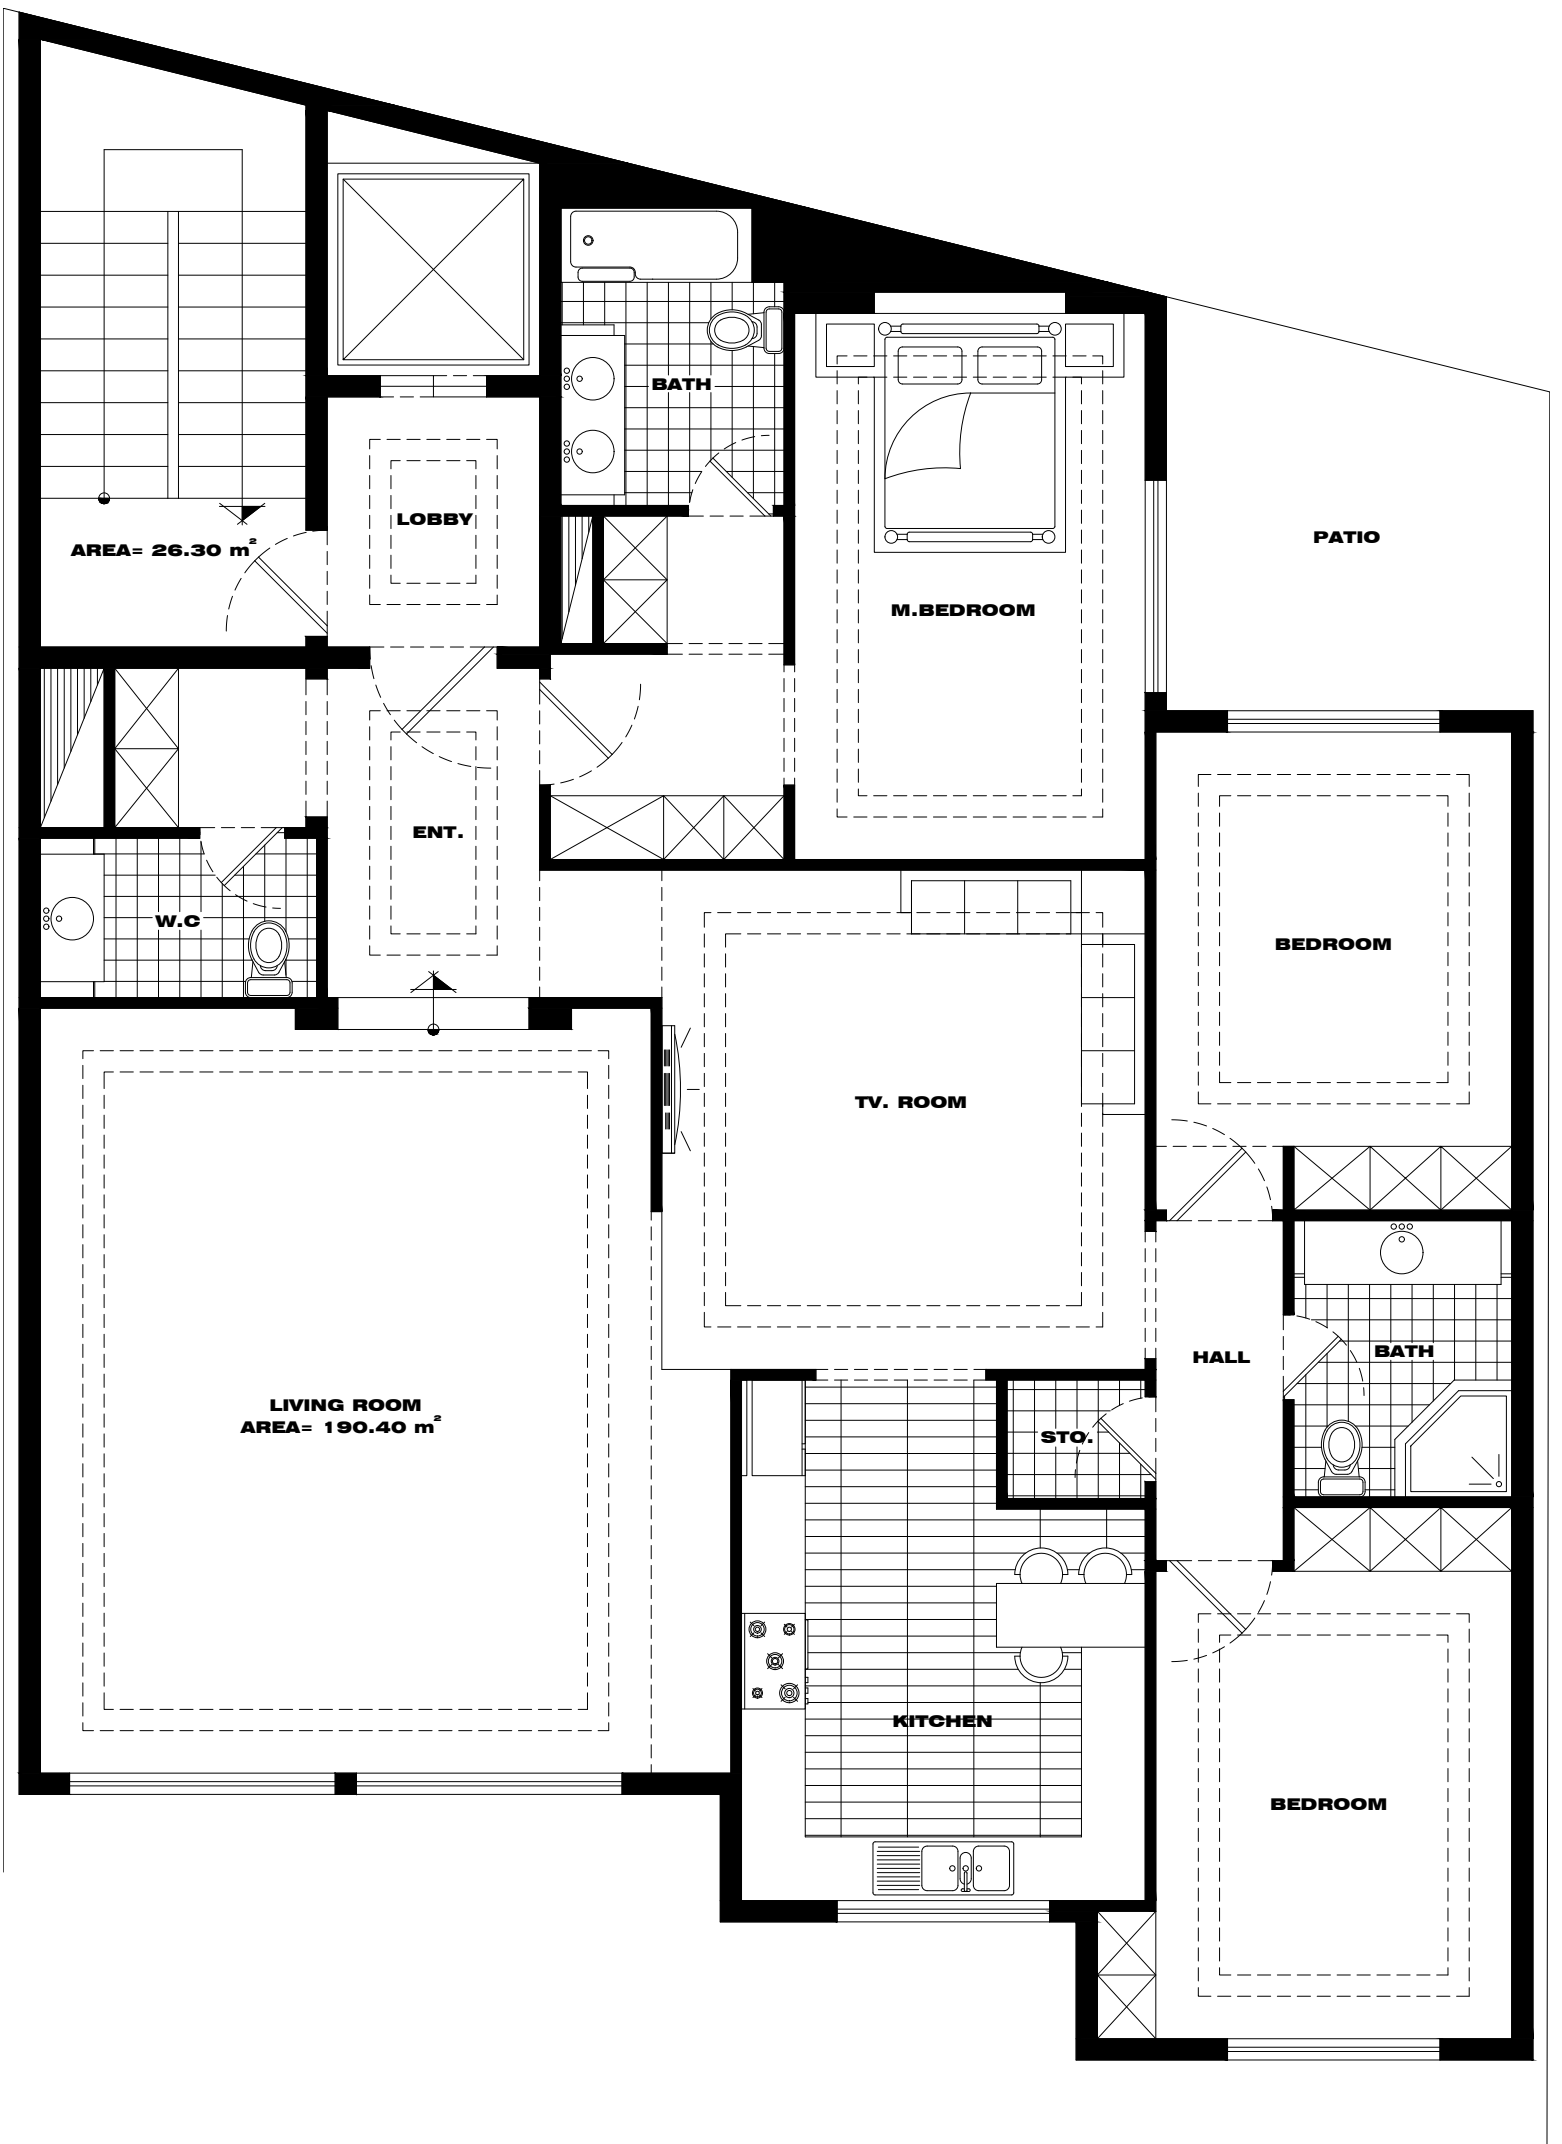 BATH
LOBBY
AREA= 26.30 m²
PATIO
M.BEDROOM
ENT.
W.C
BEDROOM
TV. ROOM
HALL
BATH
LIVING ROOM
AREA= 190.40 m²
STO.
KITCHEN
BEDROOM